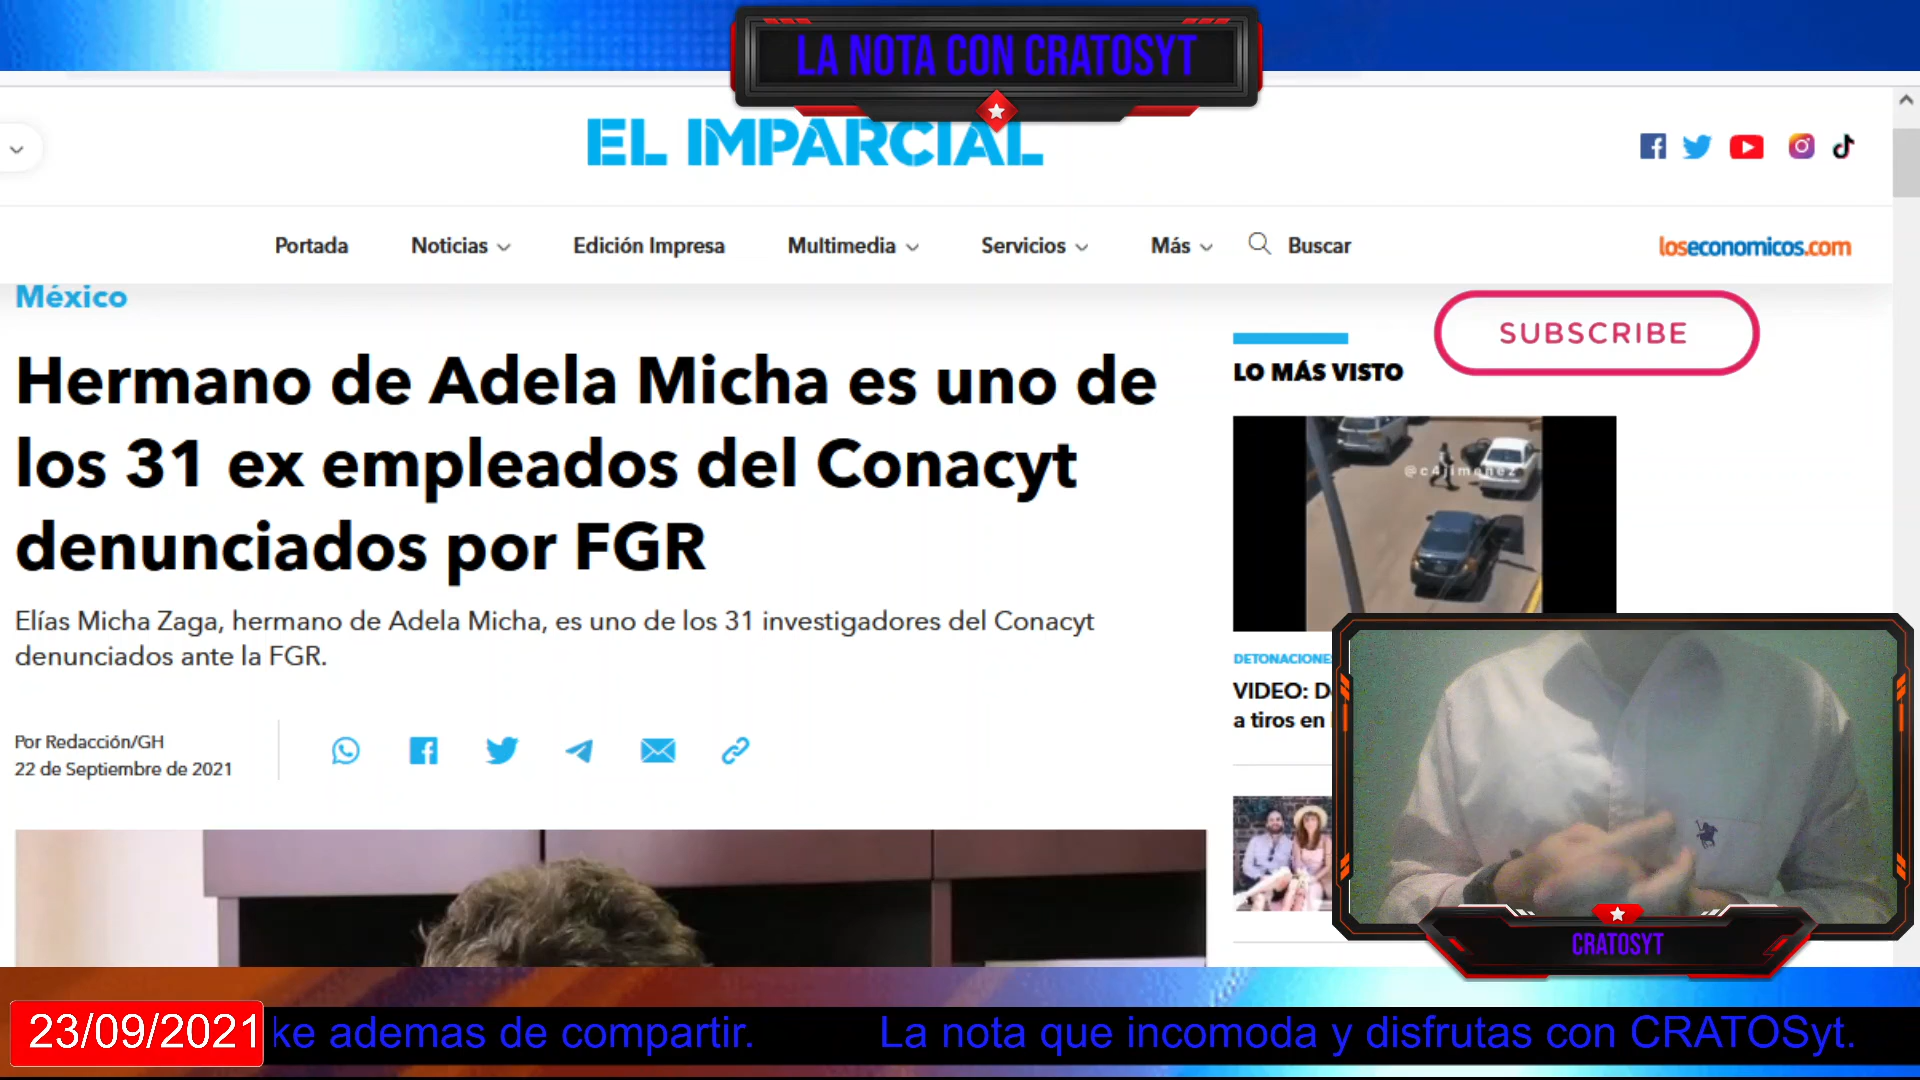 LA NOTA CON CRATOSYT
EL IMPARCIAL
Portada
Noticias
Edición Impresa
Multimedia
Servicios
Más
Buscar
loseconomicos.com
México
SUBSCRIBE
Hermano de Adela Micha es uno de
los 31 ex empleados del Conacyt
denunciados por FGR
Elías Micha Zaga, hermano de Adela Micha, es uno de los 31 investigadores del Conacyt
denunciados ante la FGR.
Por Redacción/GH
22 de Septiembre de 2021
LO MÁS VISTO
@c4jimenez
DETONACIONE
VIDEO: D
a tiros en
CRATOSYT
23/09/2021
ke ademas de compartir.
La nota que incomoda y disfrutas con CRATOSyt.